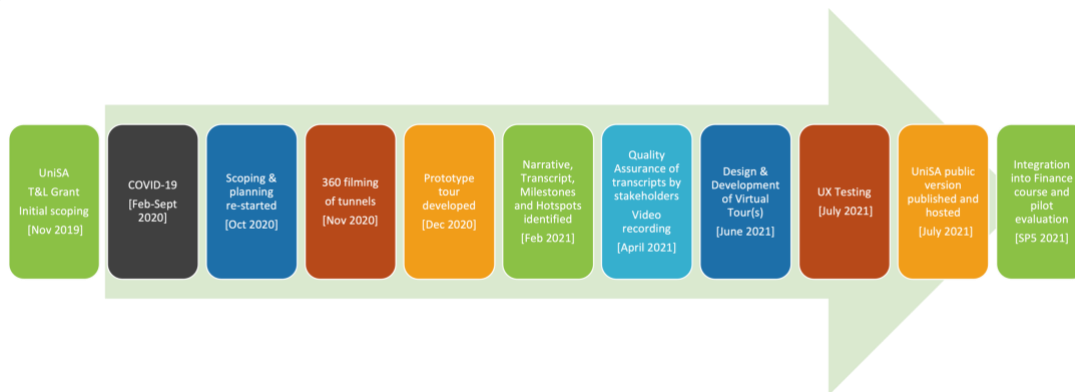 UniSA
T&L Grant
Initial scoping
[Nov 2019]
COVID-19
[Feb-Sept
2020]
Scoping &
planning
re-started
[Oct 2020]
360 filming
of tunnels
[Nov 2020]
Prototype
tour
developed
[Dec 2020]
Narrative,
Transcript,
Milestones
and Hotspots
identified
[Feb 2021]
Quality
Assurance of
transcripts by
stakeholders
Video
recording
[April 2021]
Design &
Development
of Virtual
Tour(s)
[June 2021]
UX Testing
[July 2021]
UniSA public
version
published and
hosted
[July 2021]
Integration
into Finance
course and
pilot
evaluation
[SP5 2021]